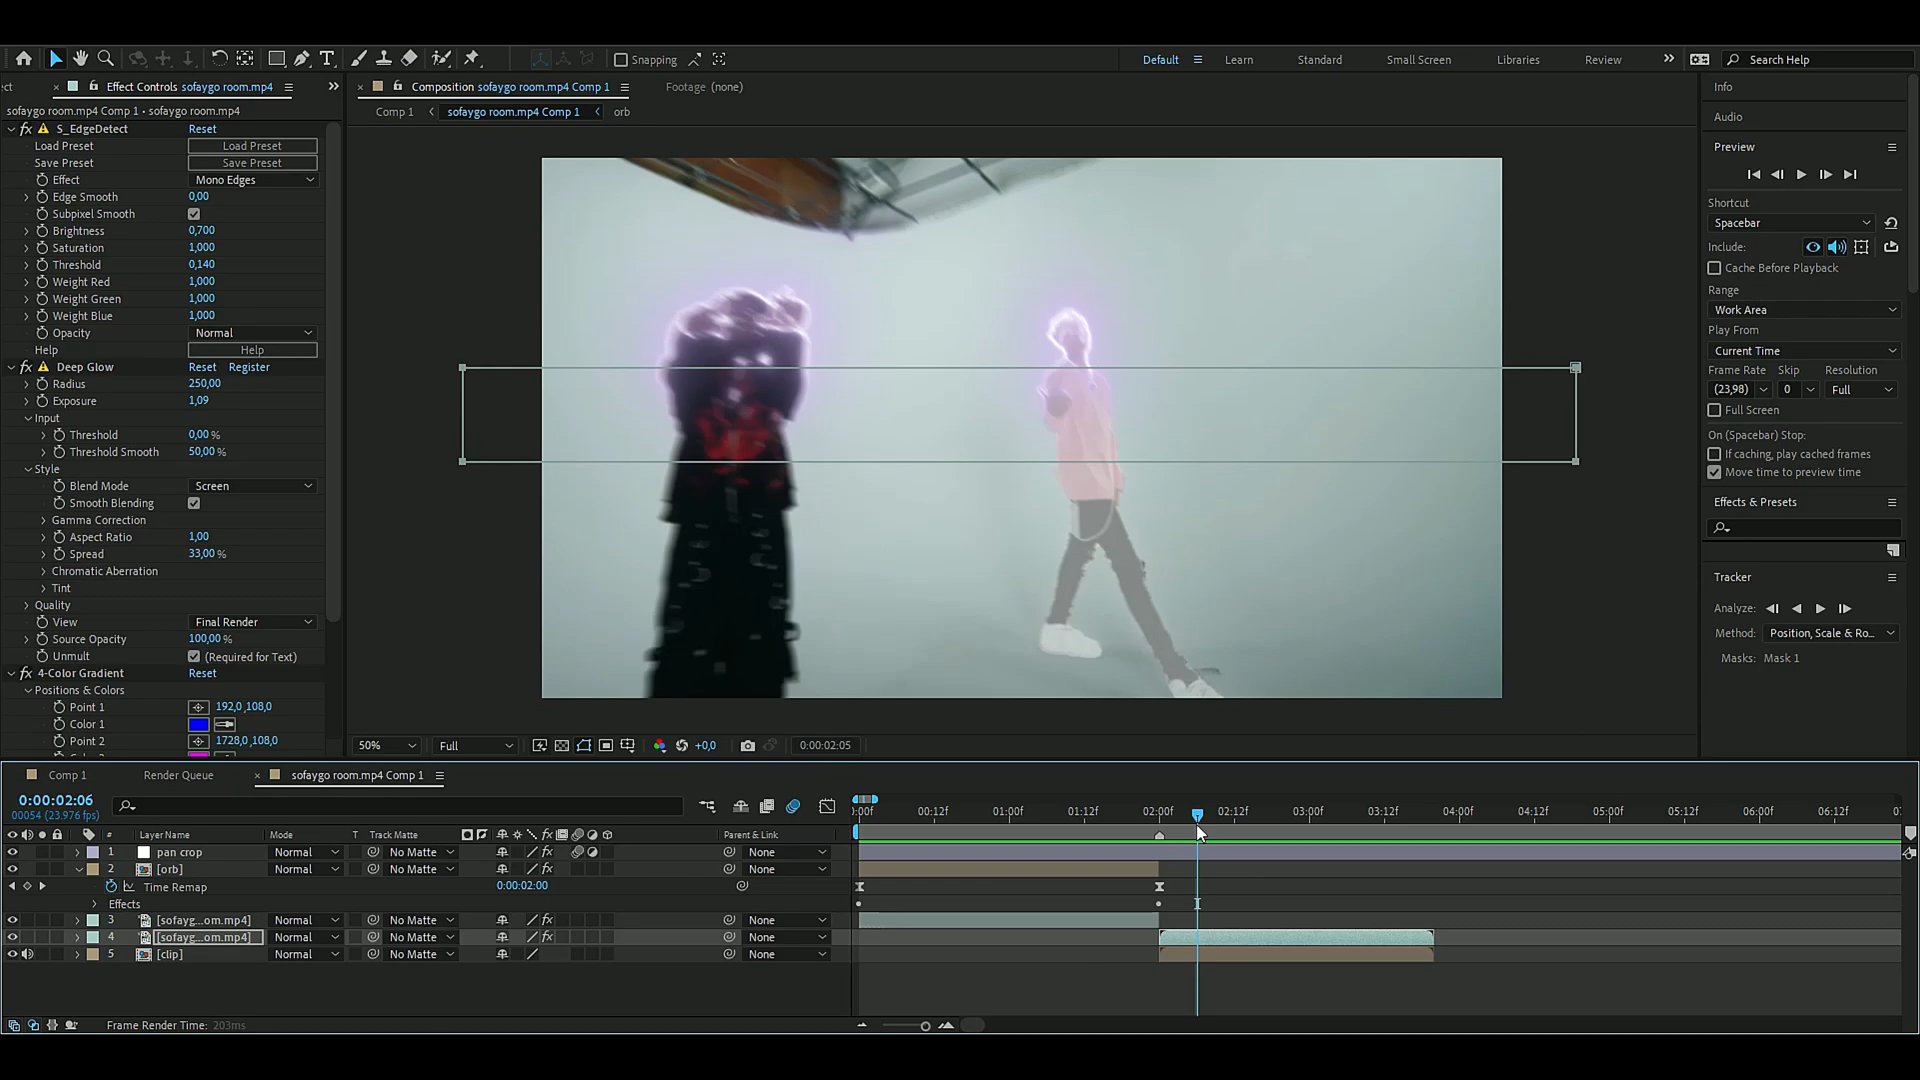 Snapping
Default
Learn
Standard
Small Screen
Libraries
Review
Search Help
ect
Effect Controls sofaygo room.mp4
Composition sofaygo room.mp4 Comp 1
Footage (none)
Info
sofaygo room.mp4 Comp 1 • sofaygo room.mp4
Comp 1
sofaygo room.mp4 Comp 1
orb
Audio
fx S_EdgeDetect Reset
Load Preset Load Preset
Save Preset Save Preset
Effect Mono Edges
Edge Smooth 0,00
Subpixel Smooth
Brightness 0,700
Saturation 1,000
Threshold 0,140
Weight Red 1,000
Weight Green 1,000
Weight Blue 1,000
Opacity Normal
Help Help
fx Deep Glow Reset Register
Radius 250,00
Exposure 1,09
Input
Threshold 0,00 %
Threshold Smooth 50,00 %
Style
Blend Mode Screen
Smooth Blending
Gamma Correction
Aspect Ratio 1,00
Spread 33,00 %
Chromatic Aberration
Tint
Quality
View Final Render
Source Opacity 100,00 %
Unmult (Required for Text)
fx 4-Color Gradient Reset
Positions & Colors
Point 1 192,0,108,0
Color 1
Point 2 1728,0,108,0
Preview
Shortcut
Spacebar
Include:
Cache Before Playback
Range
Work Area
Play From
Current Time
Frame Rate Skip Resolution
(23,98) 0 Full
Full Screen
On (Spacebar) Stop:
If caching, play cached frames
Move time to preview time
Effects & Presets
Tracker
Analyze:
Method: Position, Scale & Ro...
Masks: Mask 1
50% Full +0,0 0:00:02:05
Comp 1 Render Queue sofaygo room.mp4 Comp 1
0:00:02:06
00054 (23.976 fps)
:00f 00:12f 01:00f 01:12f 02:00f 02:12f 03:00f 03:12f 04:00f 04:12f 05:00f 05:12f 06:00f 06:12f 07
# Layer Name Mode T Track Matte fx Parent & Link
1 pan crop Normal No Matte fx None
2 [orb] Normal No Matte fx None
Time Remap 0:00:02:00
Effects
3 [sofayg...om.mp4] Normal No Matte fx None
4 [sofayg...om.mp4] Normal No Matte fx None
5 [clip] Normal No Matte None
Frame Render Time: 203ms